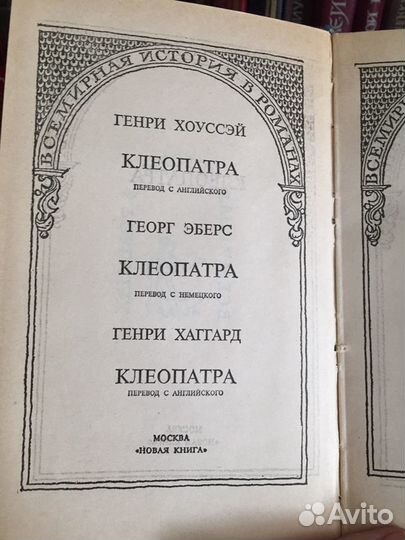 ВСЕМИРНАЯ ИСТОРИЯ В РОМАНАХ
ГЕНРИ ХОУССЭЙ
КЛЕОПАТРА
ПЕРЕВОД С АНГЛИЙСКОГО
ГЕОРГ ЭБЕРС
КЛЕОПАТРА
ПЕРЕВОД С НЕМЕЦКОГО
ГЕНРИ ХАГГАРД
КЛЕОПАТРА
ПЕРЕВОД С АНГЛИЙСКОГО
МОСКВА
«НОВАЯ КНИГА»
ВСЕМИРНАЯ
Avito